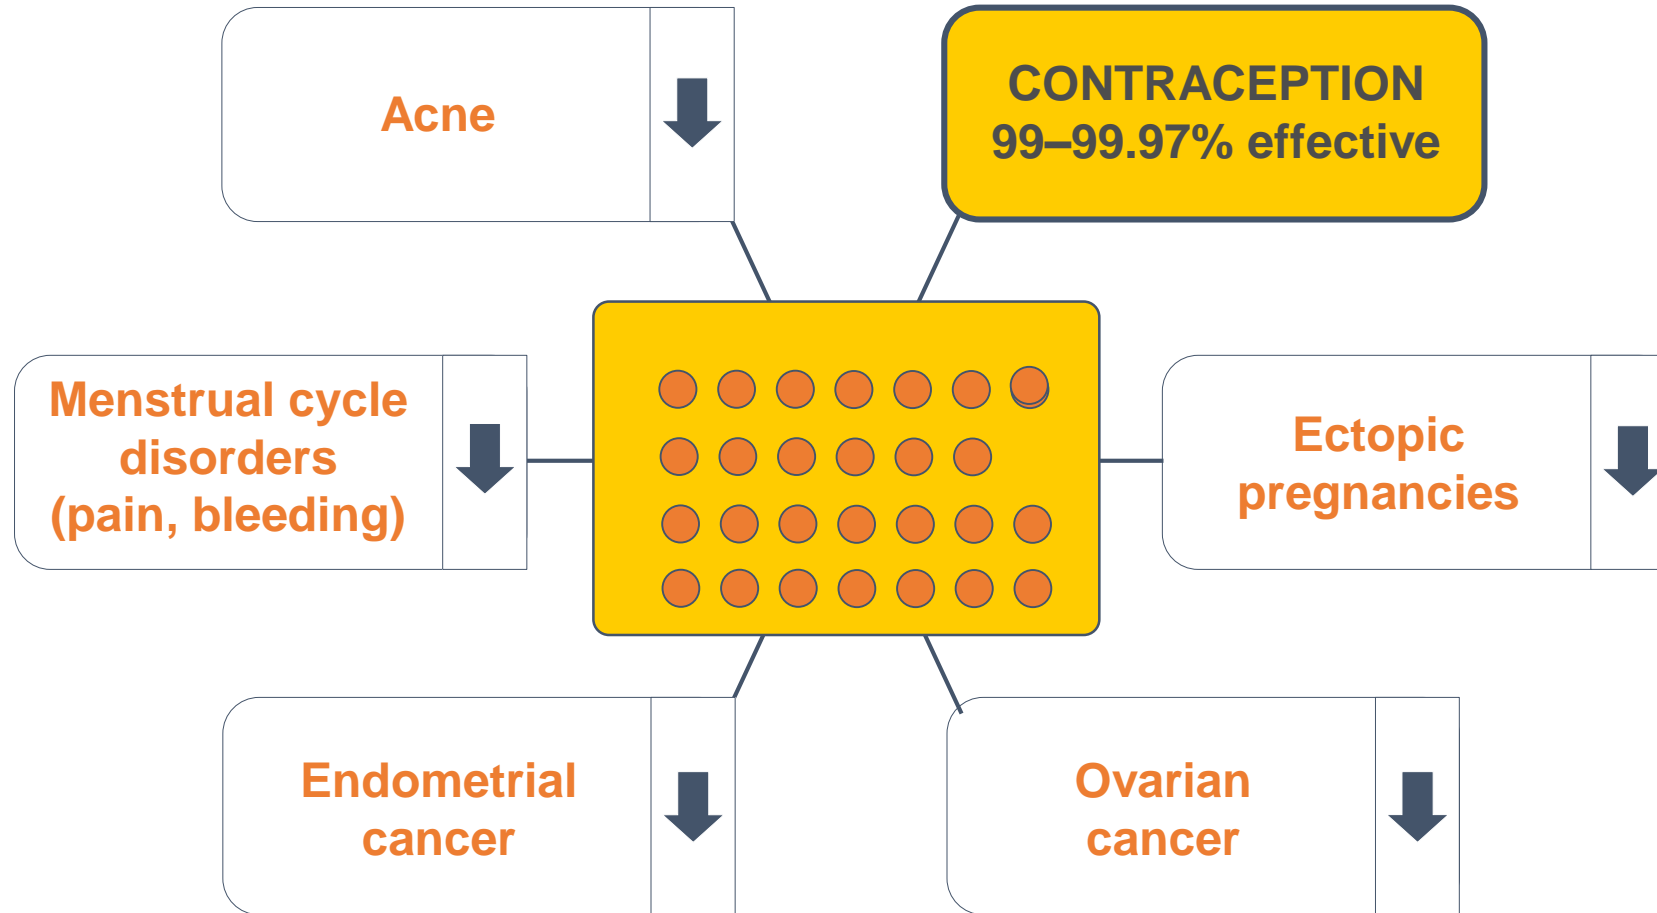 Acne
CONTRACEPTION
99–99.97% effective
Menstrual cycle
disorders
(pain, bleeding)
Ectopic
pregnancies
Endometrial
cancer
Ovarian
cancer